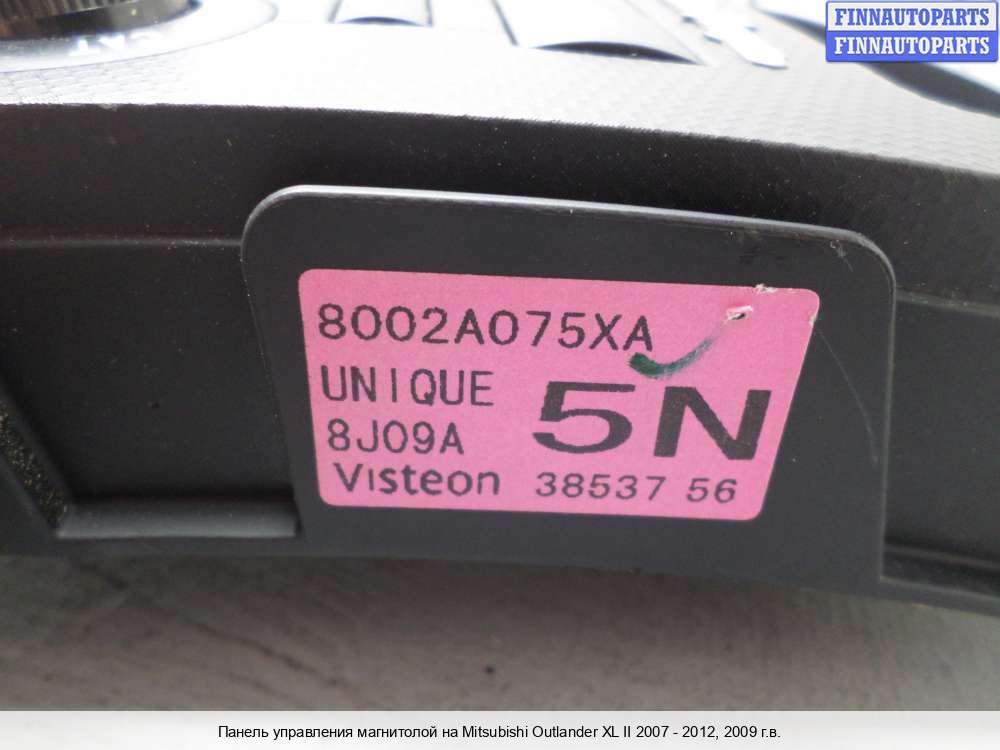 FINNAUTOPARTS
FINNAUTOPARTS
8002A075XA
UNIQUE
5N
8J09A
Visteon 38537 56
Панель управления магнитолой на Mitsubishi Outlander XL II 2007 - 2012, 2009 г.в.